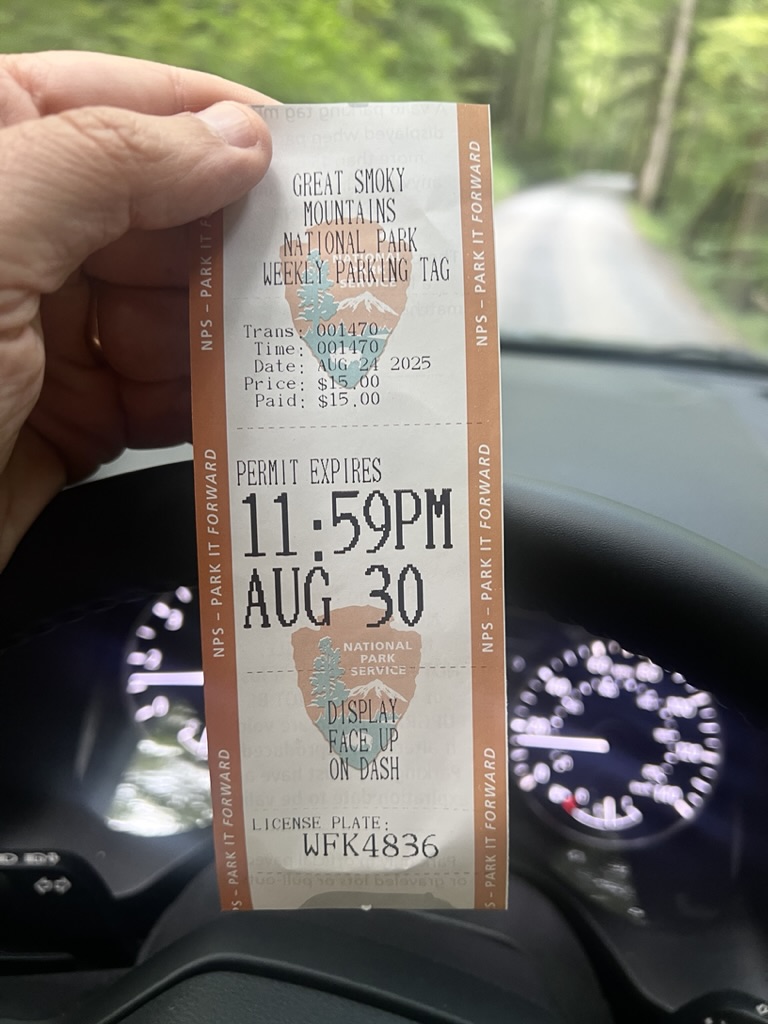 GREAT SMOKY
MOUNTAINS
NATIONAL PARK
WEEKLY PARKING TAG
NATIONAL
SERVICE
Trans: 001470
Time: 001470
Date: AUG 24 2025
Price: $15.00
Paid: $15.00
PERMIT EXPIRES
11:59PM
AUG 30
NATIONAL
PARK
SERVICE
DISPLAY
FACE UP
ON DASH
LICENSE PLATE:
WFK4836
NPS – PARK IT FORWARD
NPS – PARK IT FORWARD
S – PARK IT FORWARD
NPS – PARK IT FORWARD
NPS – PARK IT FORWARD
S – PARK IT FORWARD